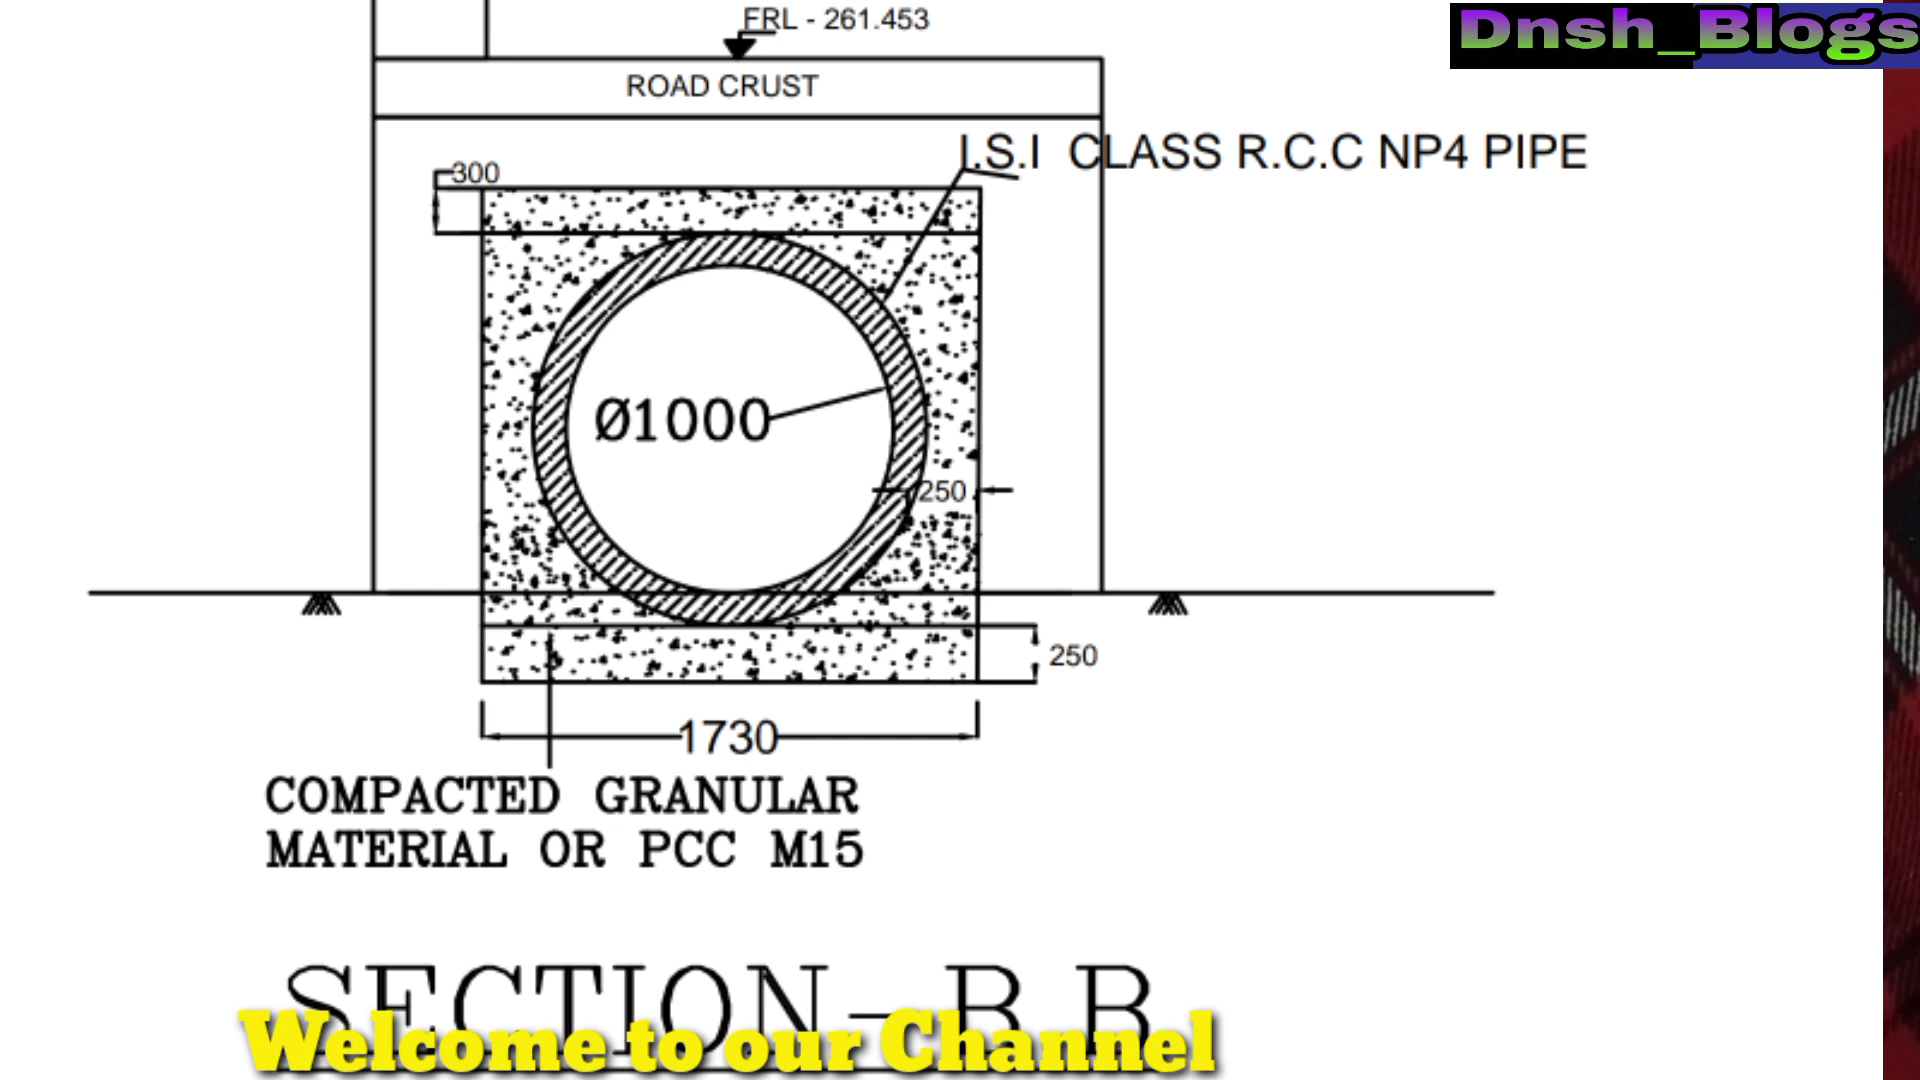 FRL - 261.453
Dnsh_Blogs
ROAD CRUST
I.S.I CLASS R.C.C NP4 PIPE
300
Ø1000
250
250
1730
COMPACTED GRANULAR
MATERIAL OR PCC M15
SECTION-B B
Welcome to our Channel